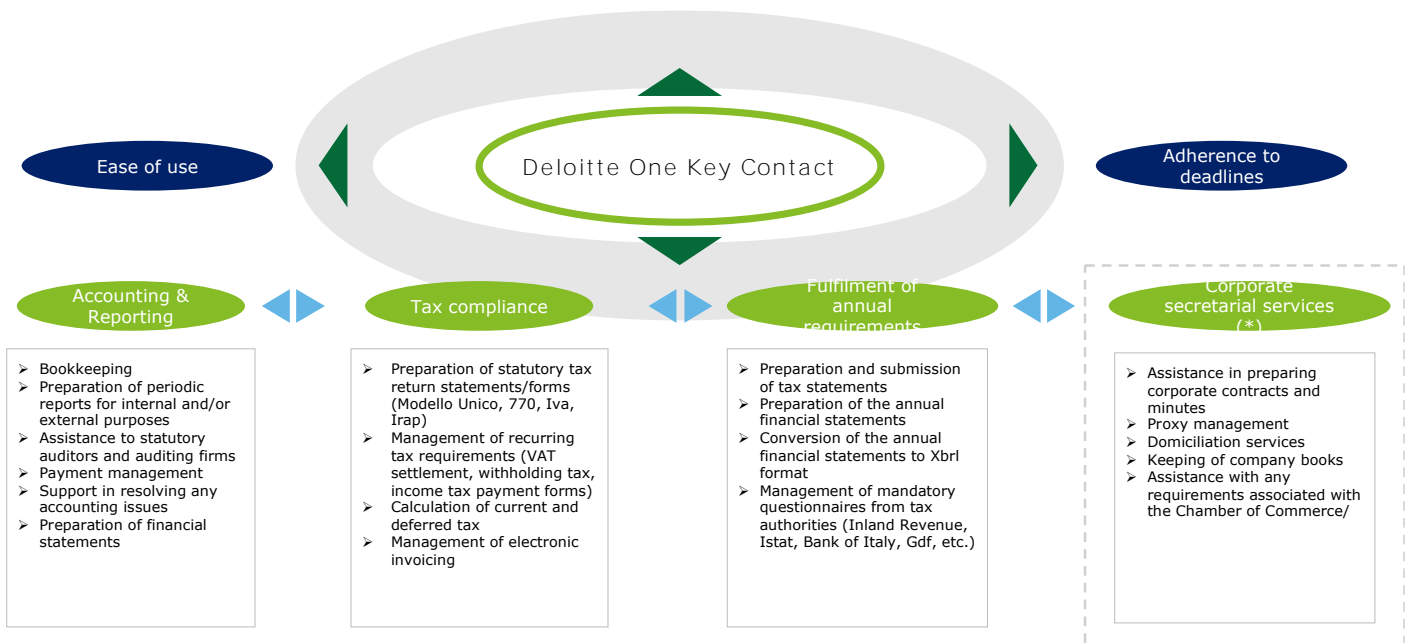 Deloitte One Key Contact
Ease of use
Adherence to
deadlines
Accounting &
Reporting
Tax compliance
Fulfilment of
annual
requirements
Corporate
secretarial services
(*)
Bookkeeping
Preparation of periodic
reports for internal and/or
external purposes
Assistance to statutory
auditors and auditing firms
Payment management
Support in resolving any
accounting issues
Preparation of financial
statements
Preparation of statutory tax
return statements/forms
(Modello Unico, 770, Iva,
Irap)
Management of recurring
tax requirements (VAT
settlement, withholding tax,
income tax payment forms)
Calculation of current and
deferred tax
Management of electronic
invoicing
Preparation and submission
of tax statements
Preparation of the annual
financial statements
Conversion of the annual
financial statements to Xbrl
format
Management of mandatory
questionnaires from tax
authorities (Inland Revenue,
Istat, Bank of Italy, Gdf, etc.)
Assistance in preparing
corporate contracts and
minutes
Proxy management
Domiciliation services
Keeping of company books
Assistance with any
requirements associated with
the Chamber of Commerce/